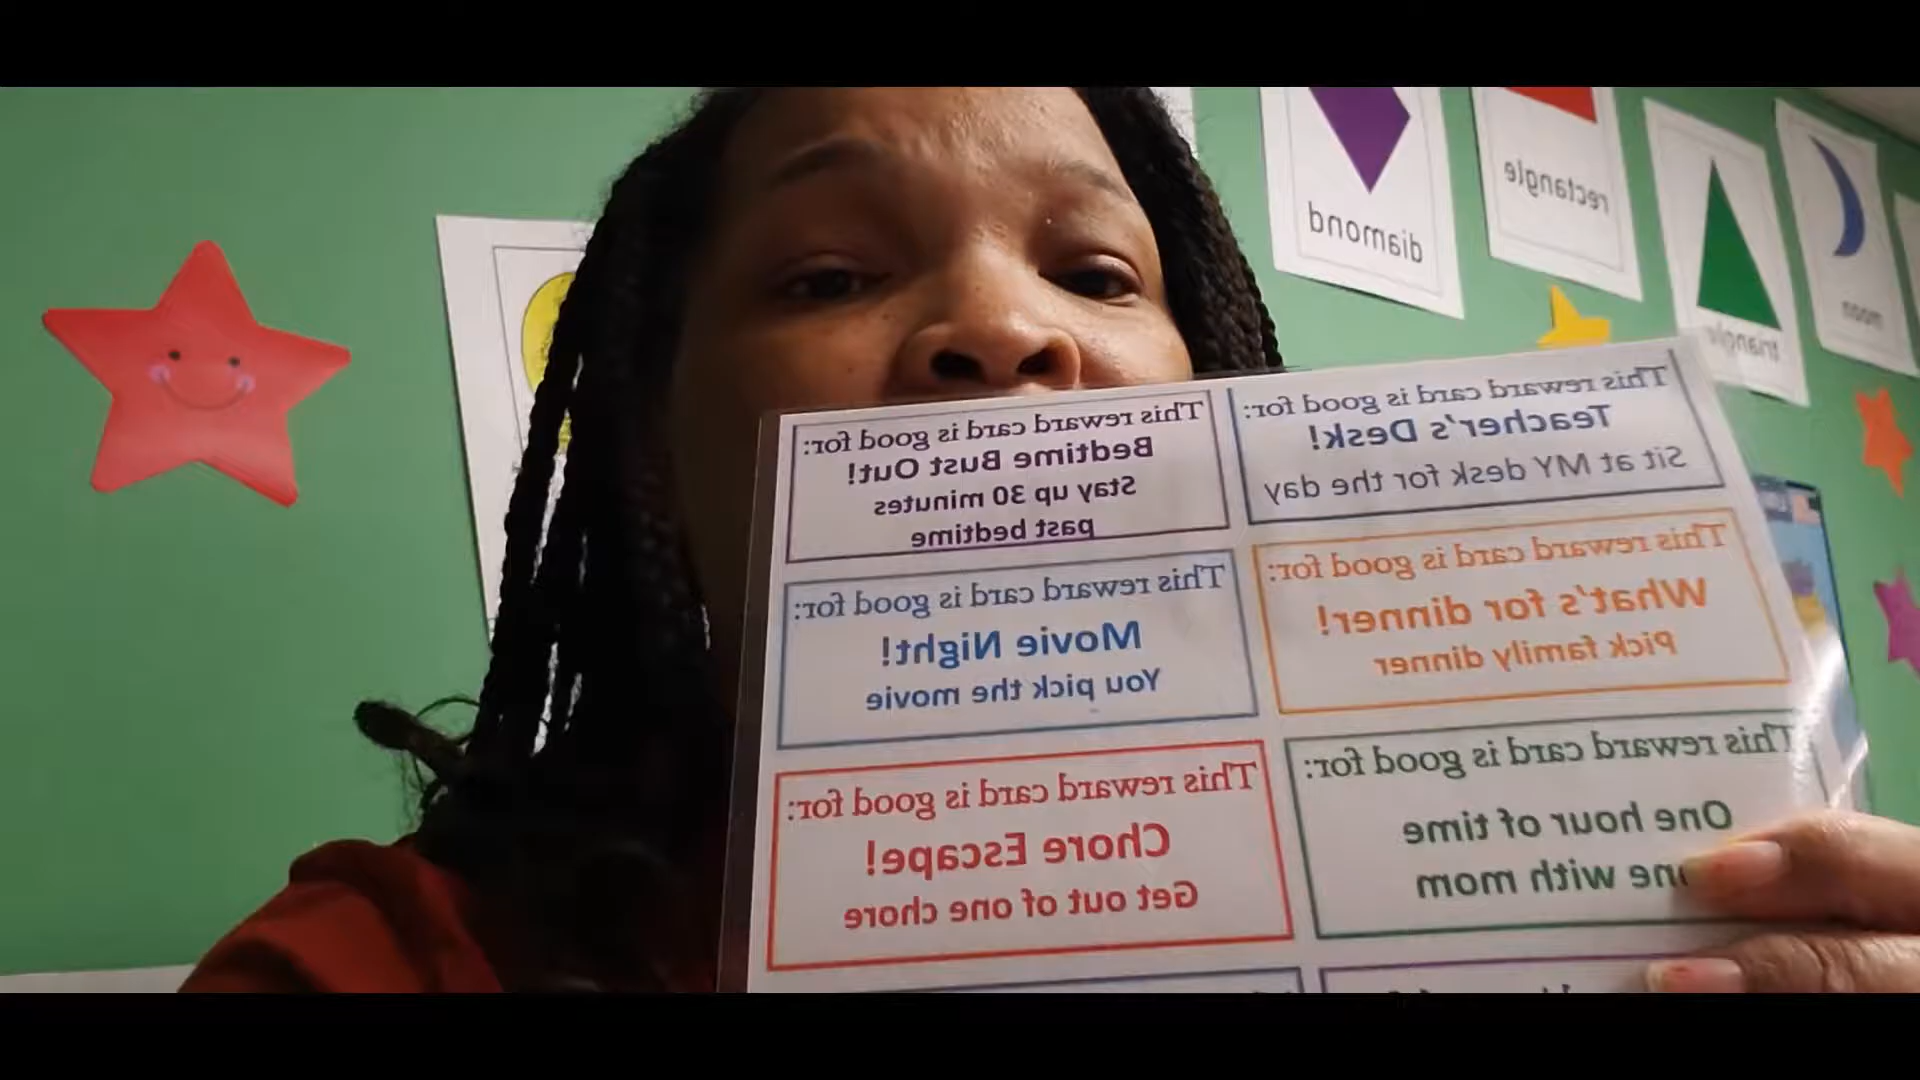 diamond
rectangle
triangle
moon
This reward card is good for:
Bedtime Bust Out!
Stay up 30 minutes
past bedtime
This reward card is good for:
Teacher's Desk!
Sit at MY desk for the day
This reward card is good for:
Movie Night!
You pick the movie
This reward card is good for:
What's for dinner!
Pick family dinner
This reward card is good for:
Chore Escape!
Get out of one chore
This reward card is good for:
One hour of time
with mom